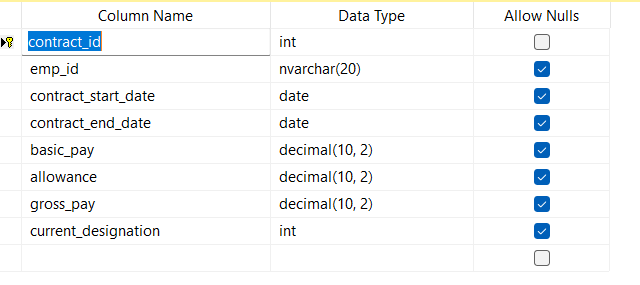 Column Name Data Type Allow Nulls
contract_id int
emp_id nvarchar(20)
contract_start_date date
contract_end_date date
basic_pay decimal(10, 2)
allowance decimal(10, 2)
gross_pay decimal(10, 2)
current_designation int